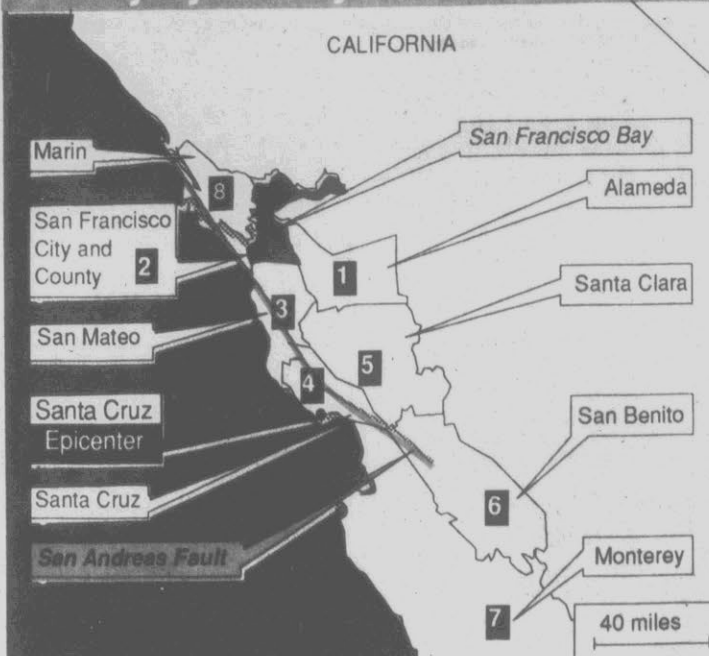 CALIFORNIA
San Francisco Bay
Marin
Alameda
8
San Francisco
City and
County
2
1
Santa Clara
3
San Mateo
5
4
Santa Cruz
Epicenter
San Benito
Santa Cruz
6
San Andreas Fault
Monterey
7
40 miles